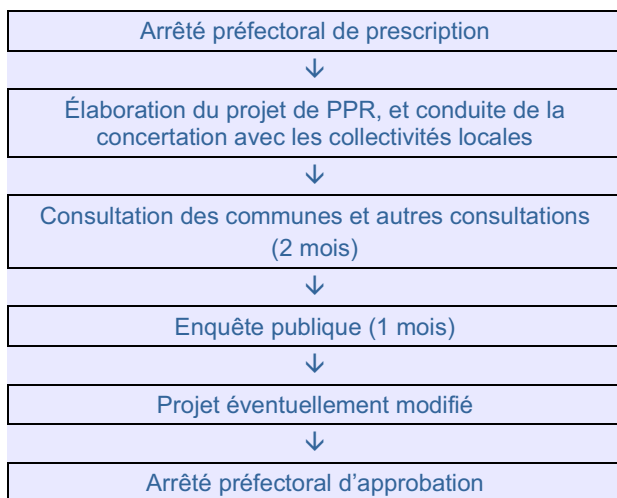 Arrêté préfectoral de prescription
↓
Élaboration du projet de PPR, et conduite de la
concertation avec les collectivités locales
↓
Consultation des communes et autres consultations
(2 mois)
↓
Enquête publique (1 mois)
↓
Projet éventuellement modifié
↓
Arrêté préfectoral d'approbation